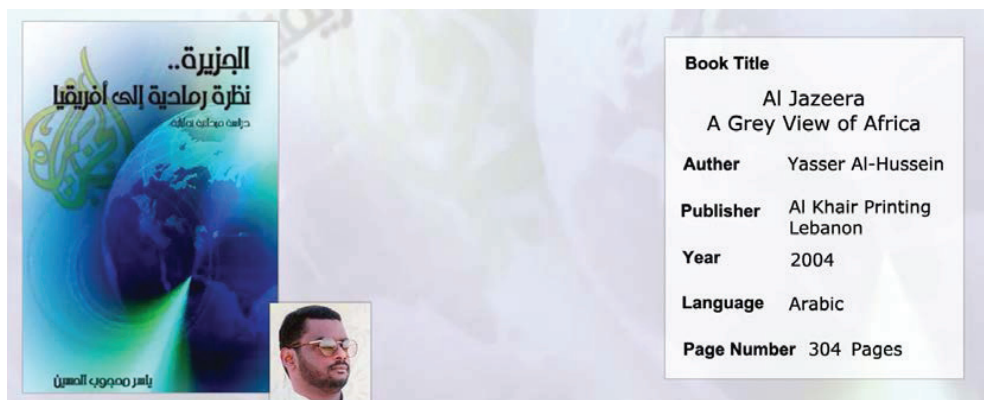 الجزيرة..
نظرة رمادية إلى أفريقيا
دراسة ميدانية تحليلية
ياسر محجوب الحسين
Book Title
Al Jazeera
A Grey View of Africa
Auther Yasser Al-Hussein
Publisher Al Khair Printing
Lebanon
Year 2004
Language Arabic
Page Number 304 Pages